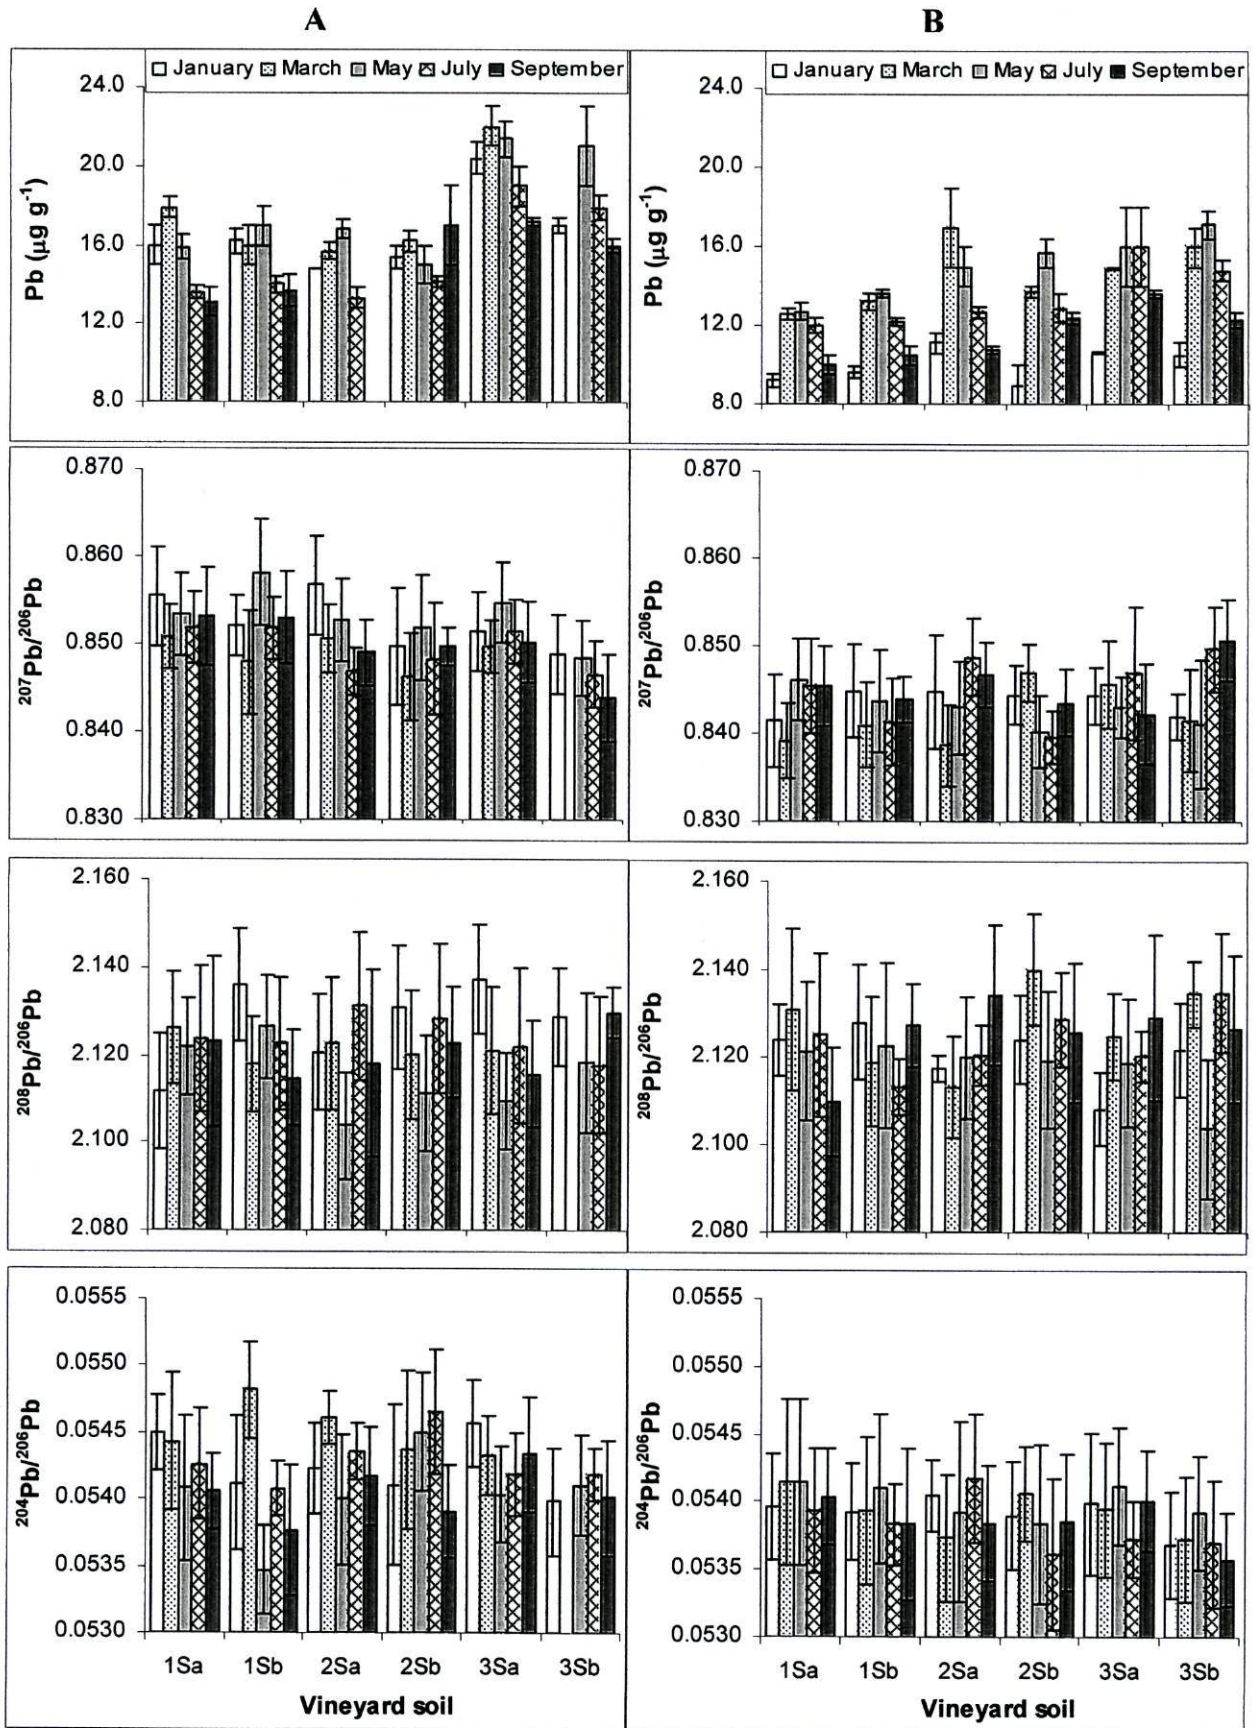 A
B
January March May July September
24.0
20.0
16.0
12.0
8.0
Pb (µg g-1)
January March May July September
24.0
20.0
16.0
12.0
8.0
Pb (µg g-1)
0.870
0.860
0.850
0.840
0.830
207Pb/206Pb
0.870
0.860
0.850
0.840
0.830
207Pb/206Pb
2.160
2.140
2.120
2.100
2.080
208Pb/206Pb
2.160
2.140
2.120
2.100
2.080
208Pb/206Pb
0.0555
0.0550
0.0545
0.0540
0.0535
0.0530
204Pb/206Pb
1Sa 1Sb 2Sa 2Sb 3Sa 3Sb
Vineyard soil
0.0555
0.0550
0.0545
0.0540
0.0535
0.0530
204Pb/206Pb
1Sa 1Sb 2Sa 2Sb 3Sa 3Sb
Vineyard soil